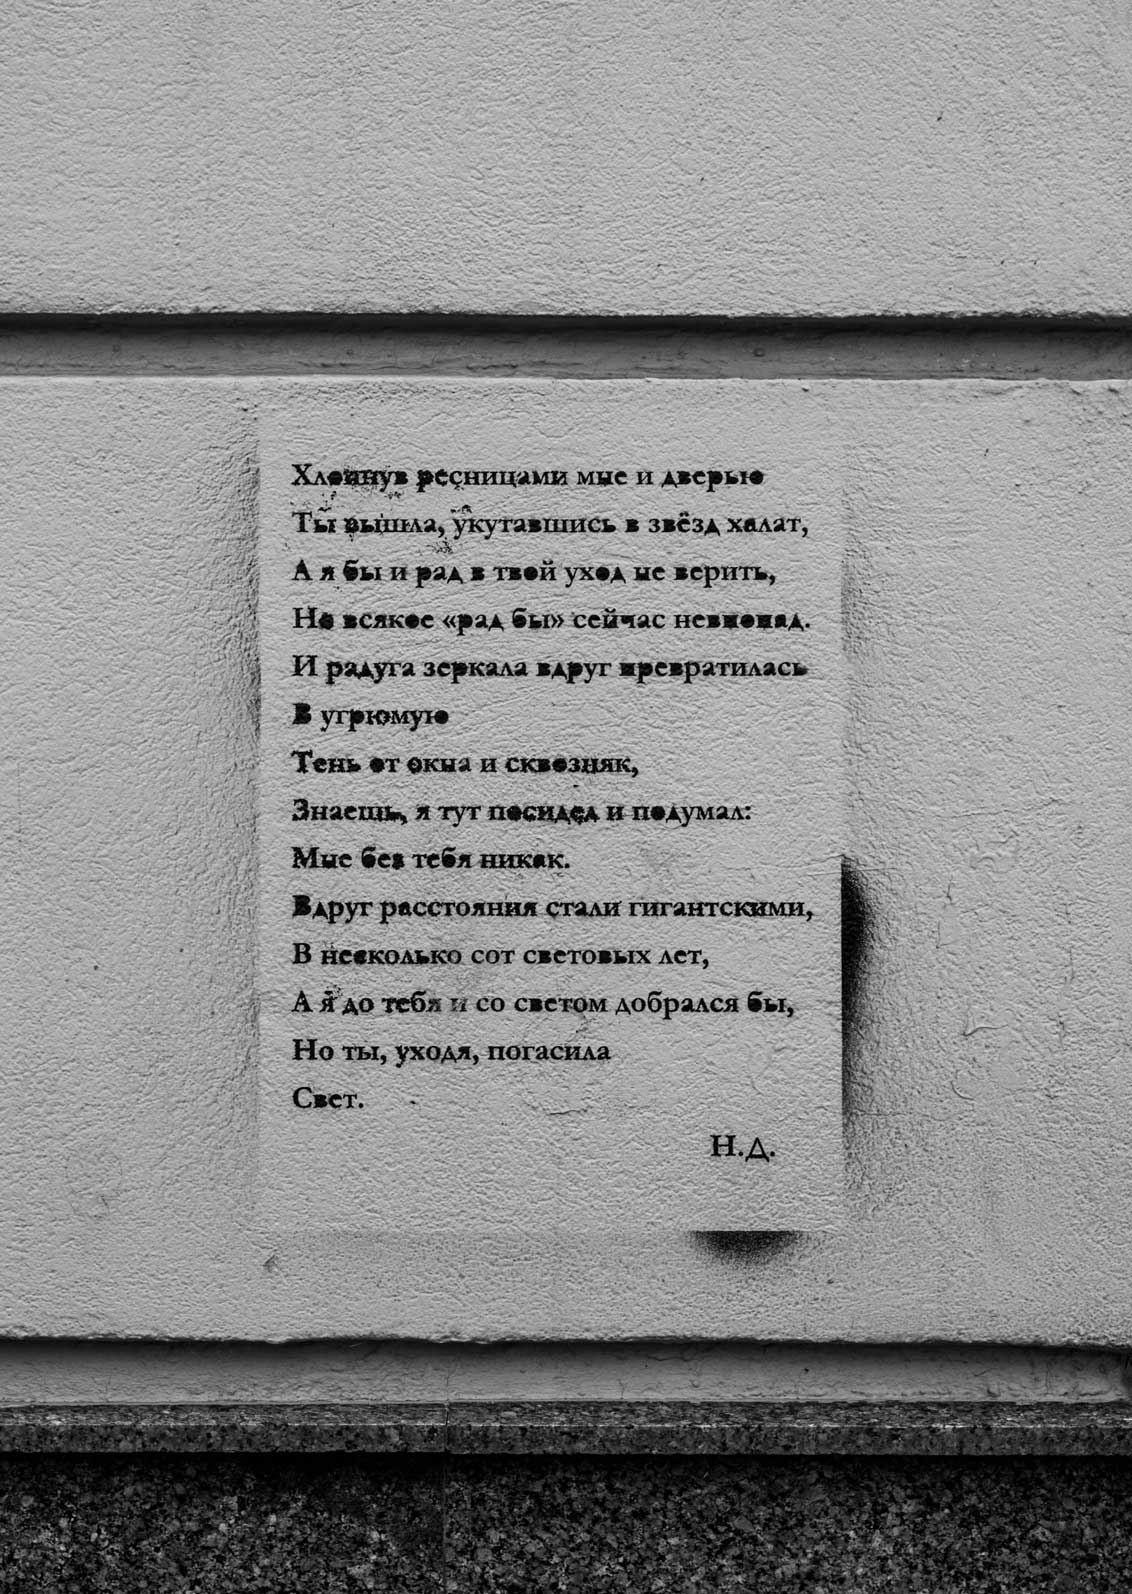 Хлопнув ресницами мне и дверью
Ты вышла, укутавшись в звёзд халат,
А я бы и рад в твой уход не верить,
Но всякое «рад бы» сейчас невпопад.
И радуга зеркала вдруг превратилась
В угрюмую
Тень от окна и сквозняк,
Знаешь, я тут посидел и подумал:
Мне без тебя никак.
Вдруг расстояния стали гигантскими,
В несколько сот световых лет,
А я до тебя и со светом добрался бы,
Но ты, уходя, погасила
Свет.
Н.Д.